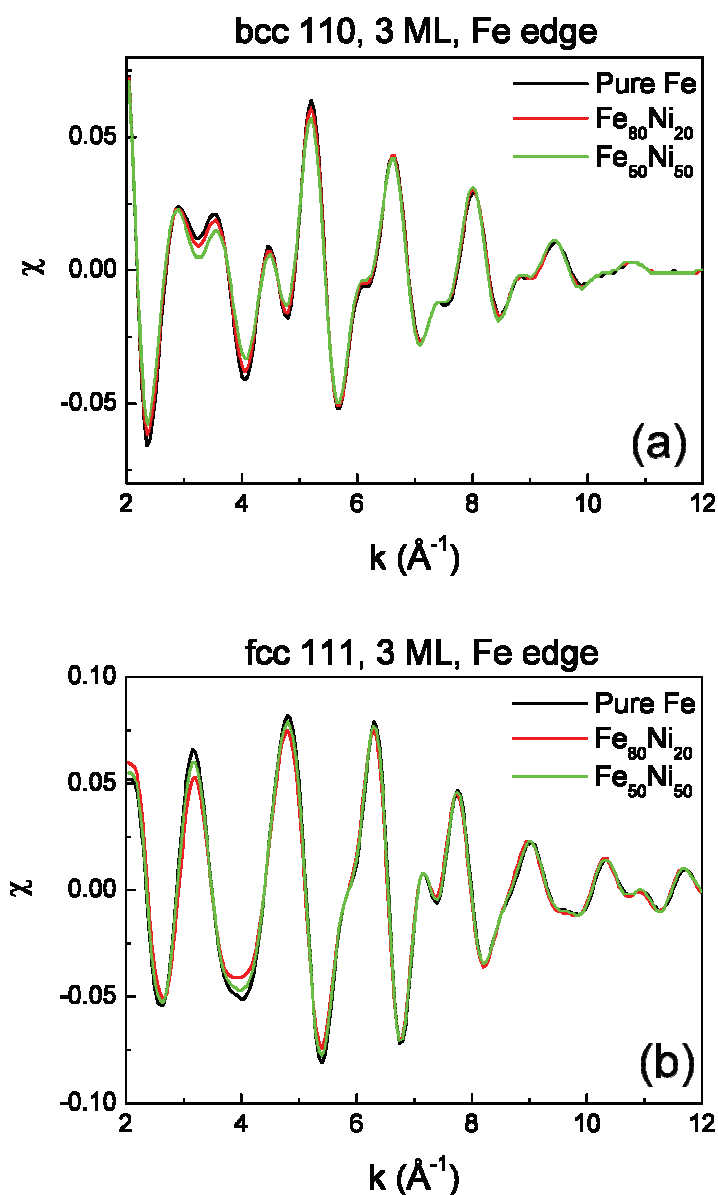 bcc 110, 3 ML, Fe edge
Pure Fe
Fe₈₀Ni₂₀
Fe₅₀Ni₅₀
0.05
0.00
-0.05
χ
(a)
2 4 6 8 10 12
k (Å⁻¹)
fcc 111, 3 ML, Fe edge
Pure Fe
Fe₈₀Ni₂₀
Fe₅₀Ni₅₀
0.10
0.05
0.00
-0.05
-0.10
χ
(b)
2 4 6 8 10 12
k (Å⁻¹)